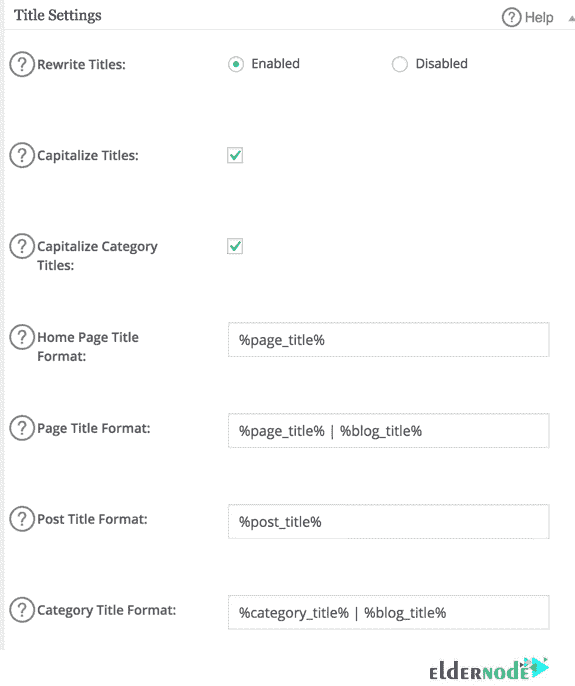 Title Settings
? Help
? Rewrite Titles: Enabled Disabled
? Capitalize Titles:
? Capitalize Category
Titles:
? Home Page Title
Format: %page_title%
? Page Title Format: %page_title% | %blog_title%
? Post Title Format: %post_title%
? Category Title Format: %category_title% | %blog_title%
ELDERNODE